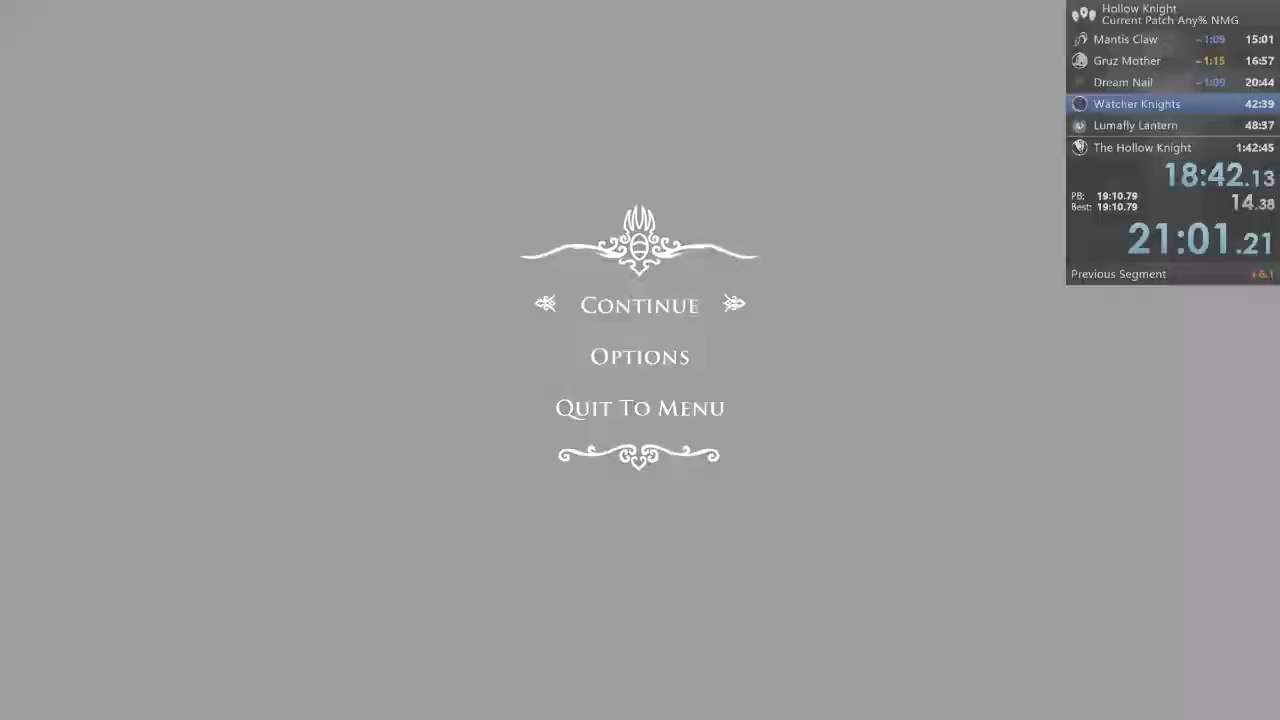 Hollow Knight
Current Patch Any% NMG
Mantis Claw -1:09 15:01
Gruz Mother -1:15 16:57
Dream Nail -1:09 20:44
Watcher Knights 42:39
Lumafly Lantern 48:37
The Hollow Knight 1:42:45
18:42.13
PB: 19:10.79
Best: 19:10.79 14.38
21:01.21
Previous Segment +6.1
CONTINUE
OPTIONS
QUIT TO MENU